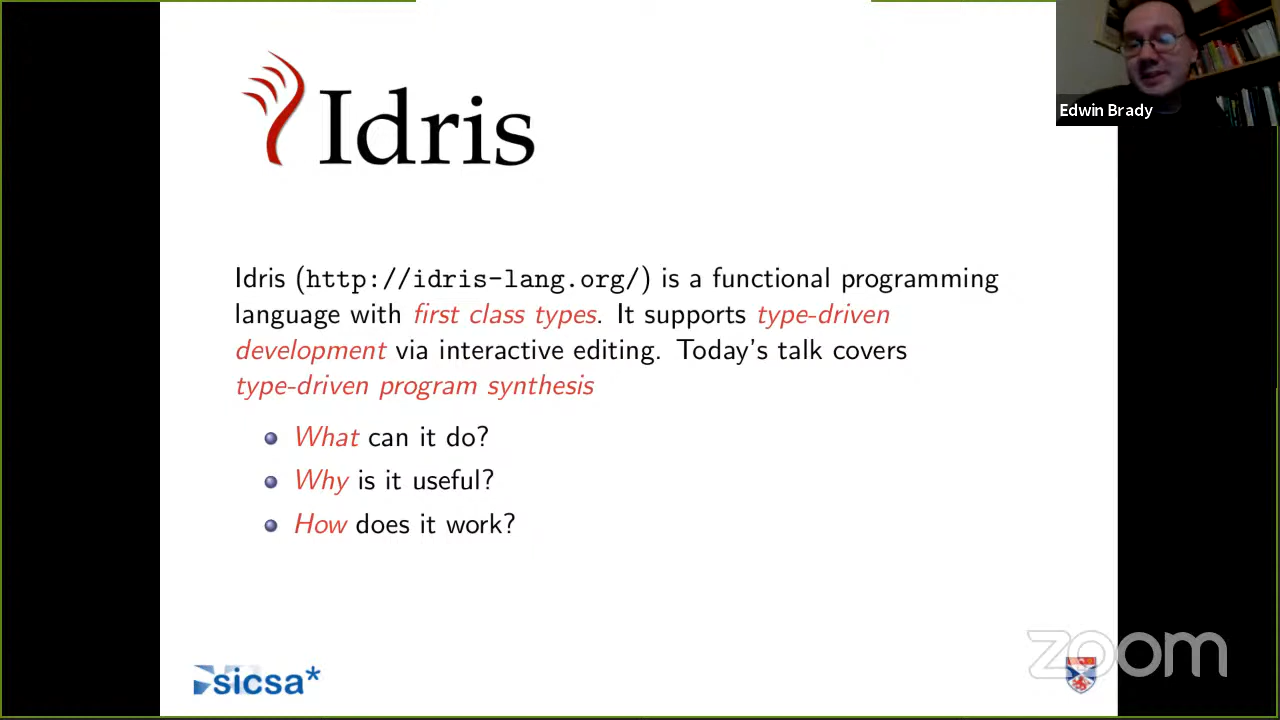 Idris
Edwin Brady
Idris (http://idris-lang.org/) is a functional programming
language with first class types. It supports type-driven
development via interactive editing. Today's talk covers
type-driven program synthesis
What can it do?
Why is it useful?
How does it work?
sicsa*
zoom